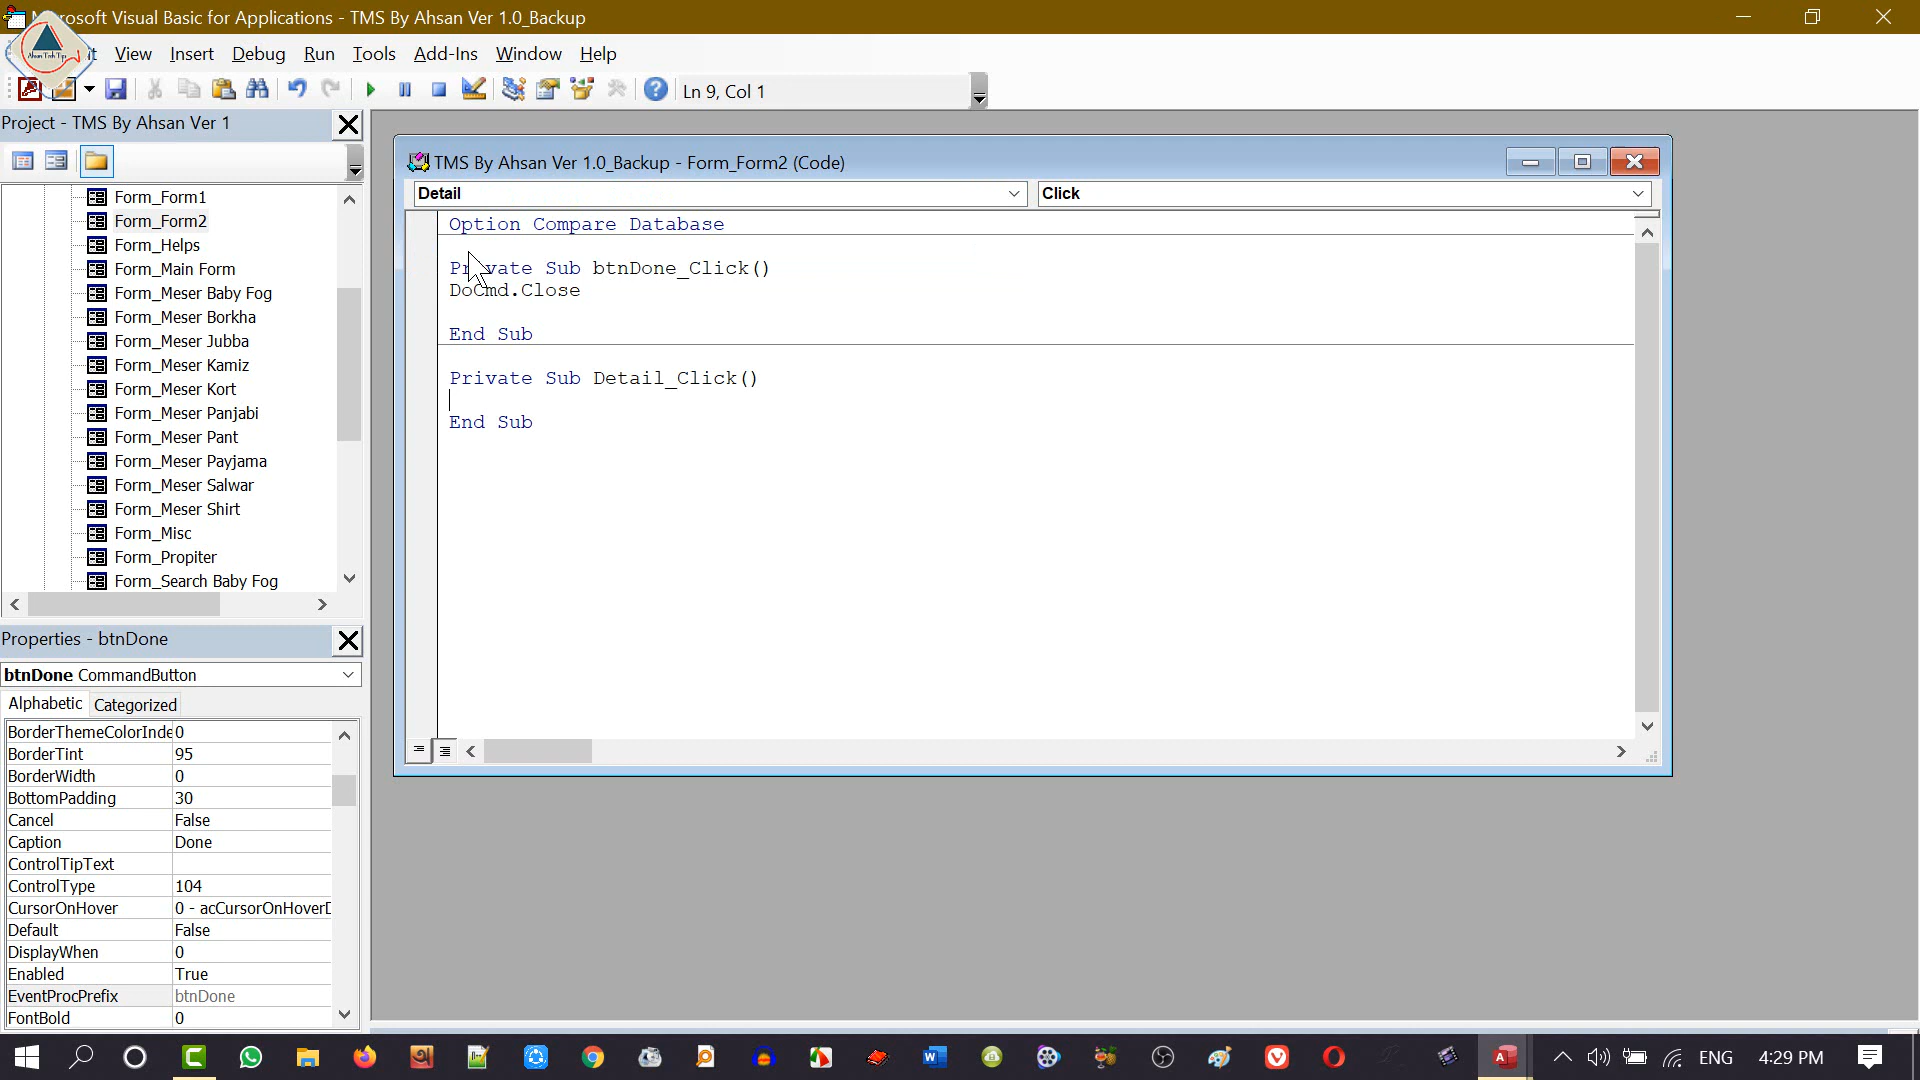 Microsoft Visual Basic for Applications - TMS By Ahsan Ver 1.0_Backup
View Insert Debug Run Tools Add-Ins Window Help
Ahsan Tech Tips
Ln 9, Col 1
Project - TMS By Ahsan Ver 1
Form_Form1
Form_Form2
Form_Helps
Form_Main Form
Form_Meser Baby Fog
Form_Meser Borkha
Form_Meser Jubba
Form_Meser Kamiz
Form_Meser Kort
Form_Meser Panjabi
Form_Meser Pant
Form_Meser Payjama
Form_Meser Salwar
Form_Meser Shirt
Form_Misc
Form_Propiter
Form_Search Baby Fog
TMS By Ahsan Ver 1.0_Backup - Form_Form2 (Code)
Detail Click
Option Compare Database
Private Sub btnDone_Click()
DoCmd.Close
End Sub
Private Sub Detail_Click()
End Sub
Properties - btnDone
btnDone CommandButton
Alphabetic Categorized
BorderThemeColorInde 0
BorderTint 95
BorderWidth 0
BottomPadding 30
Cancel False
Caption Done
ControlTipText
ControlType 104
CursorOnHover 0 - acCursorOnHoverD
Default False
DisplayWhen 0
Enabled True
EventProcPrefix btnDone
FontBold 0
ENG 4:29 PM